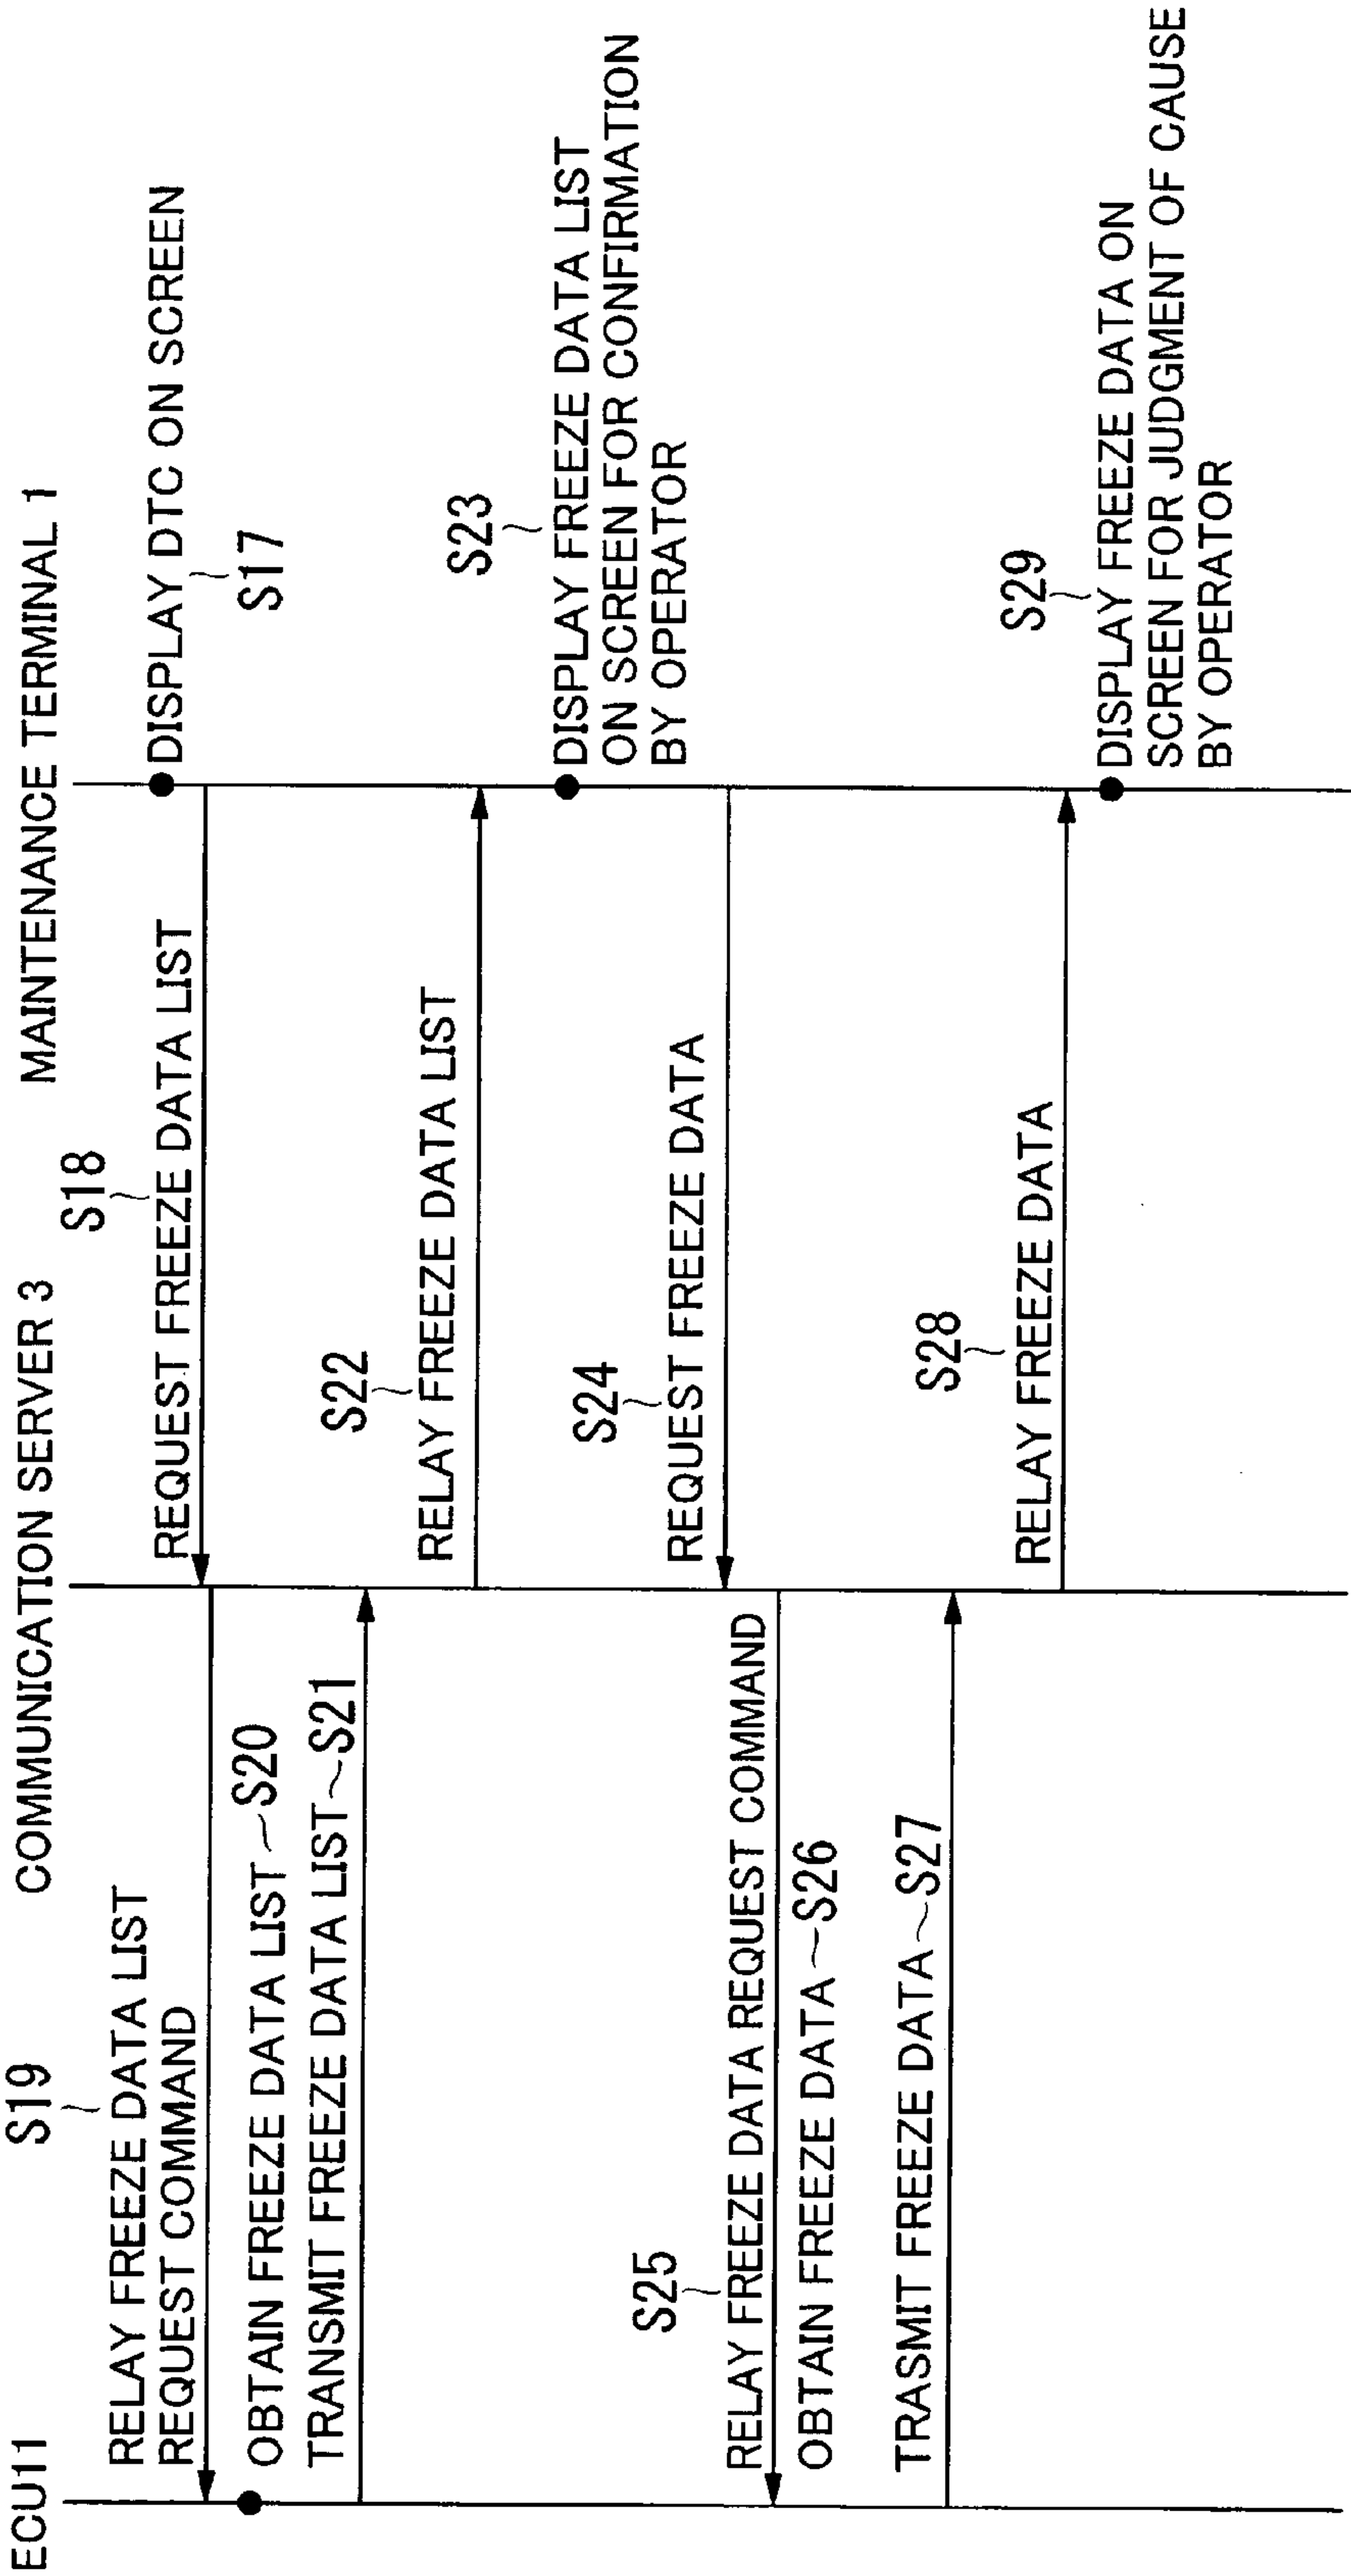 ECU11
COMMUNICATION SERVER 3
MAINTENANCE TERMINAL 1
DISPLAY DTC ON SCREEN
S17
S18
REQUEST FREEZE DATA LIST
S19
RELAY FREEZE DATA LIST
REQUEST COMMAND
OBTAIN FREEZE DATA LIST
S20
TRANSMIT FREEZE DATA LIST
S21
S22
RELAY FREEZE DATA LIST
S23
DISPLAY FREEZE DATA LIST
ON SCREEN FOR CONFIRMATION
BY OPERATOR
S24
REQUEST FREEZE DATA
S25
RELAY FREEZE DATA REQUEST COMMAND
OBTAIN FREEZE DATA
S26
TRASMIT FREEZE DATA
S27
S28
RELAY FREEZE DATA
S29
DISPLAY FREEZE DATA ON
SCREEN FOR JUDGMENT OF CAUSE
BY OPERATOR